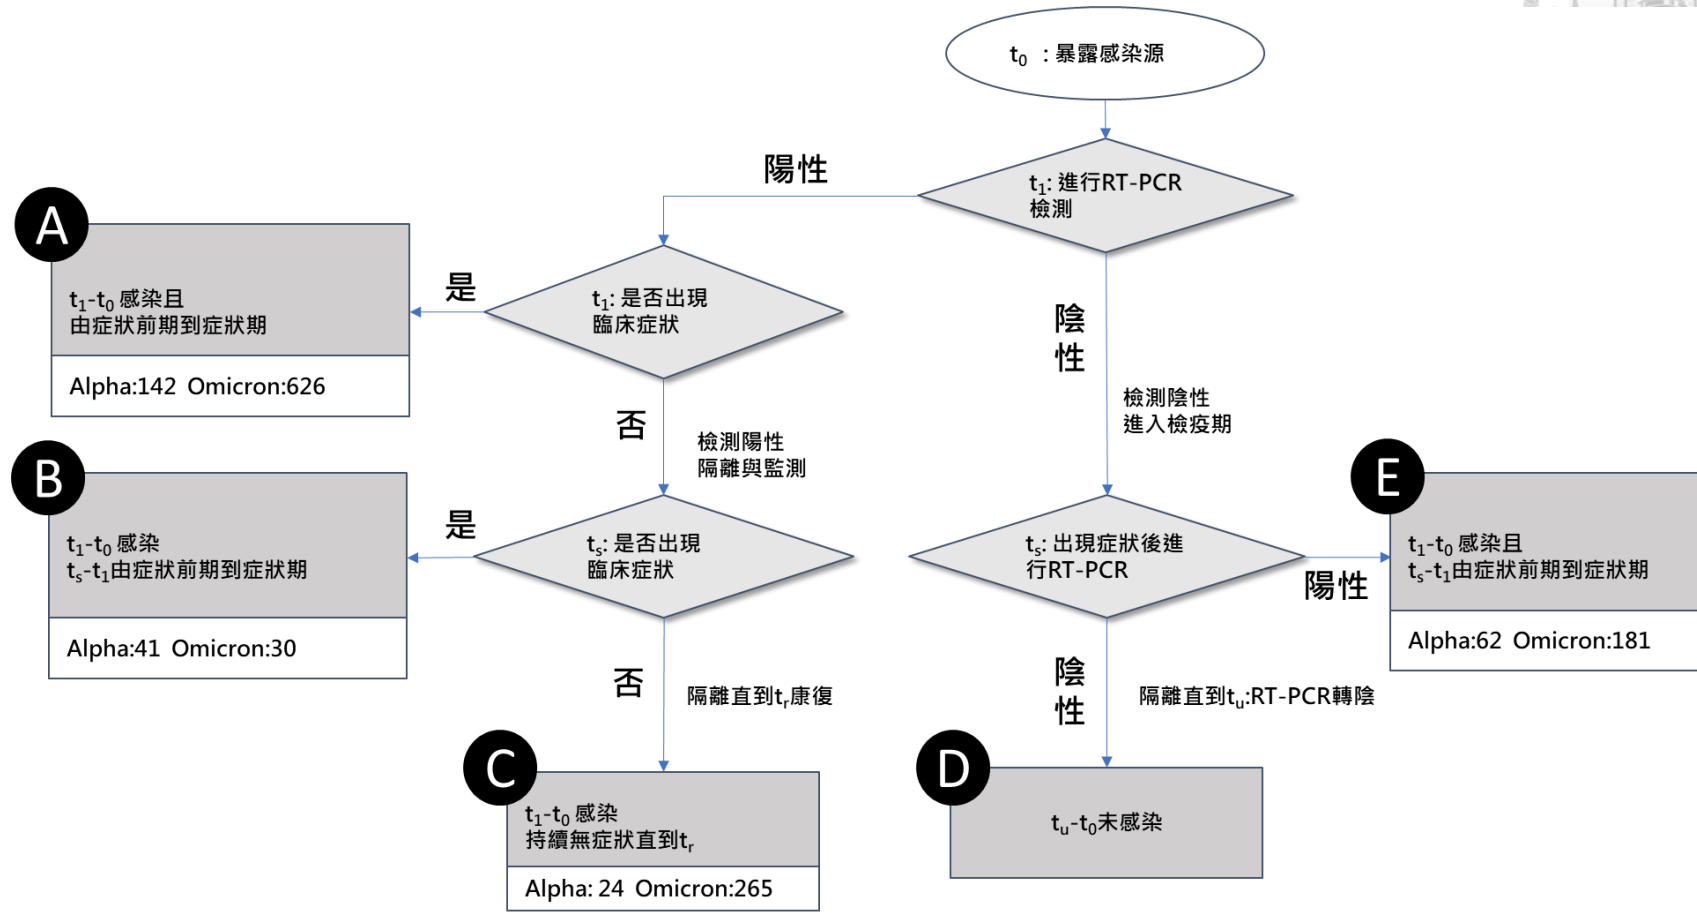 t₀ :暴露感染源
陽性
t₁: 進行RT-PCR
檢測
A
t₁-t₀ 感染且
由症狀前期到症狀期
Alpha:142 Omicron:626
是
t₁: 是否出現
臨床症狀
陰
性
否
檢測陽性
隔離與監測
檢測陰性
進入檢疫期
B
t₁-t₀ 感染
tₛ-t₁由症狀前期到症狀期
Alpha:41 Omicron:30
是
tₛ: 是否出現
臨床症狀
tₛ: 出現症狀後進
行RT-PCR
陽性
E
t₁-t₀ 感染且
tₛ-t₁由症狀前期到症狀期
Alpha:62 Omicron:181
否
隔離直到tᵣ康復
陰
性
隔離直到tᵤ:RT-PCR轉陰
C
t₁-t₀ 感染
持續無症狀直到tᵣ
Alpha: 24 Omicron:265
D
tᵤ-t₀未感染